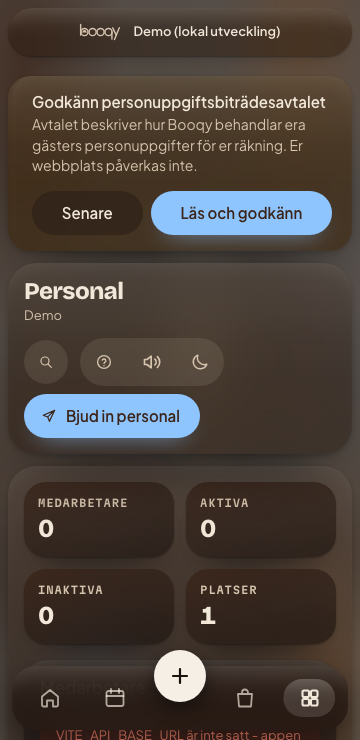 booqy Demo (lokal utveckling)
Godkänn personuppgiftsbiträdesavtalet
Avtalet beskriver hur Booqy behandlar era
gästers personuppgifter för er räkning. Er
webbplats påverkas inte.
Senare Läs och godkänn
Personal
Demo
Bjud in personal
MEDARBETARE AKTIVA
0 0
INAKTIVA PLATSER
0 1
Medarbetare
VITE_API_BASE_URL är inte satt - appen